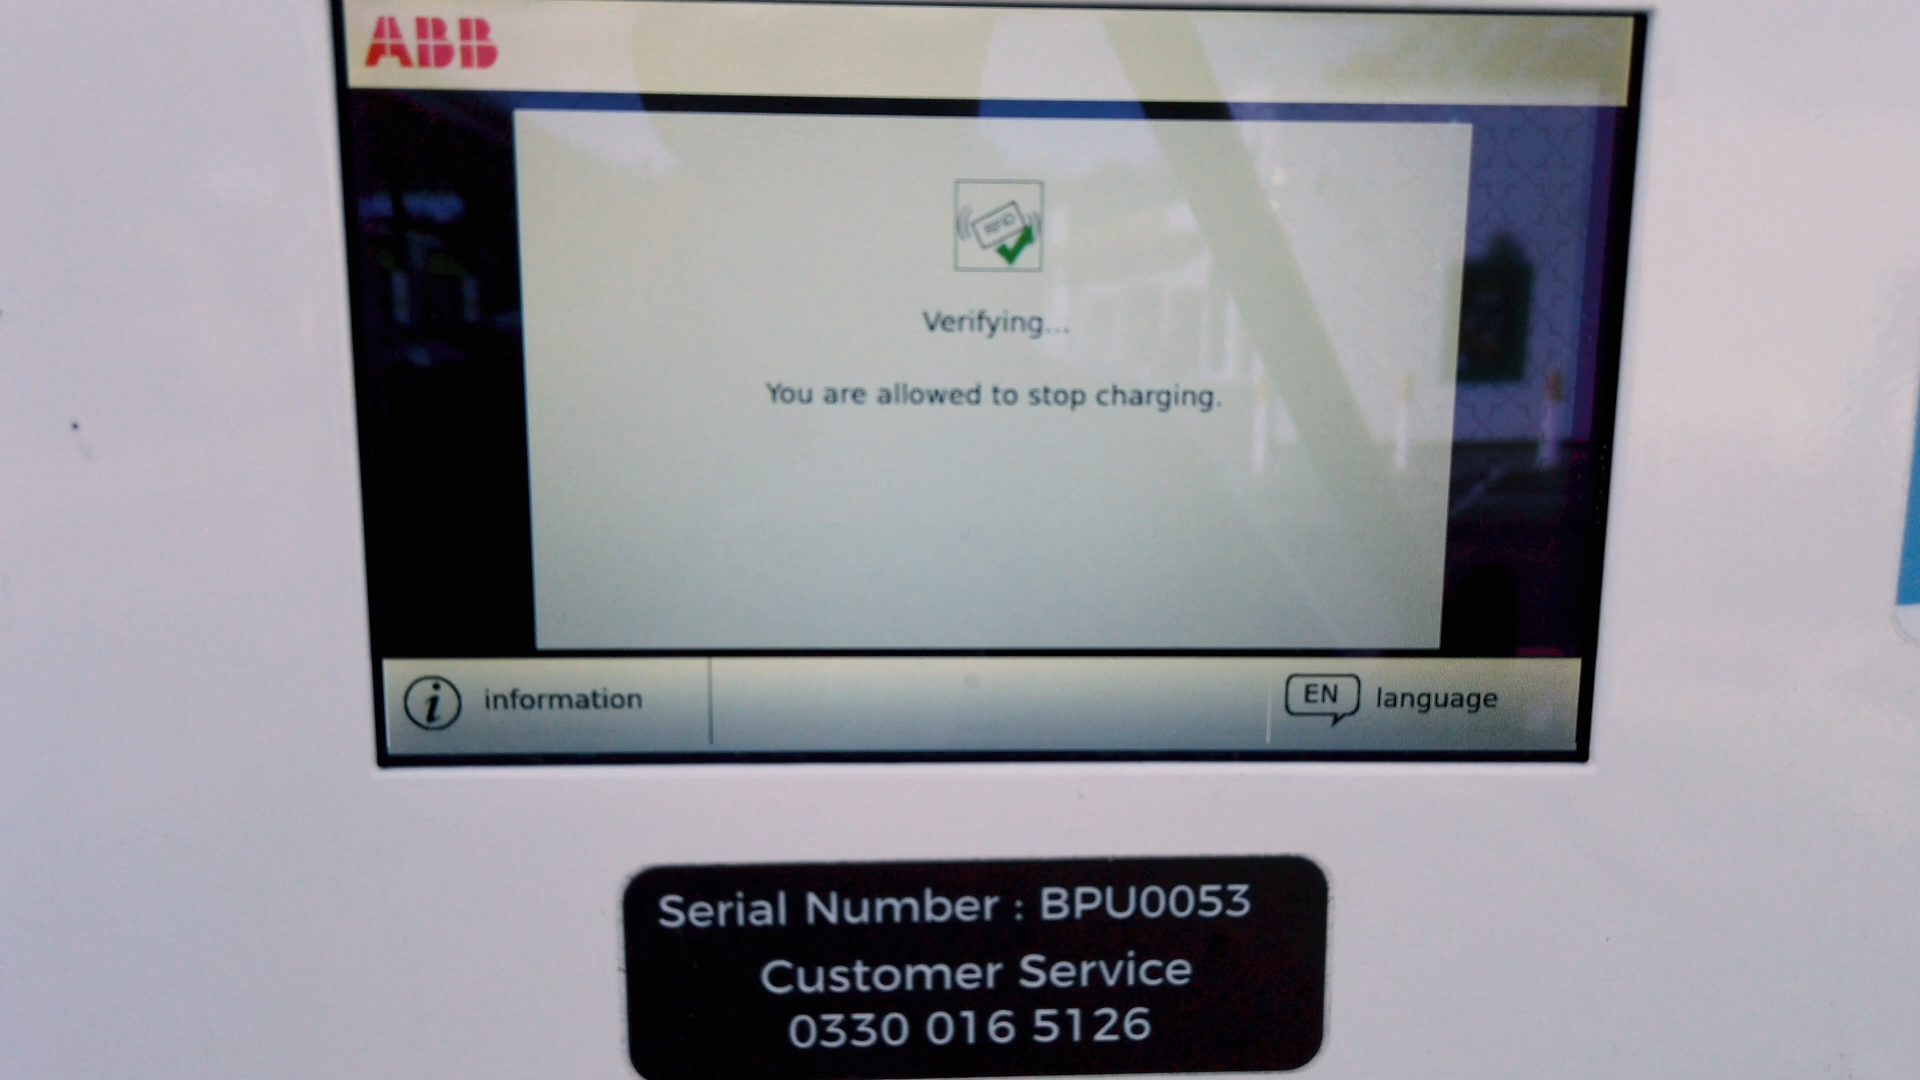 ABB
RFID
Verifying...
You are allowed to stop charging.
information
EN language
Serial Number : BPU0053
Customer Service
0330 016 5126